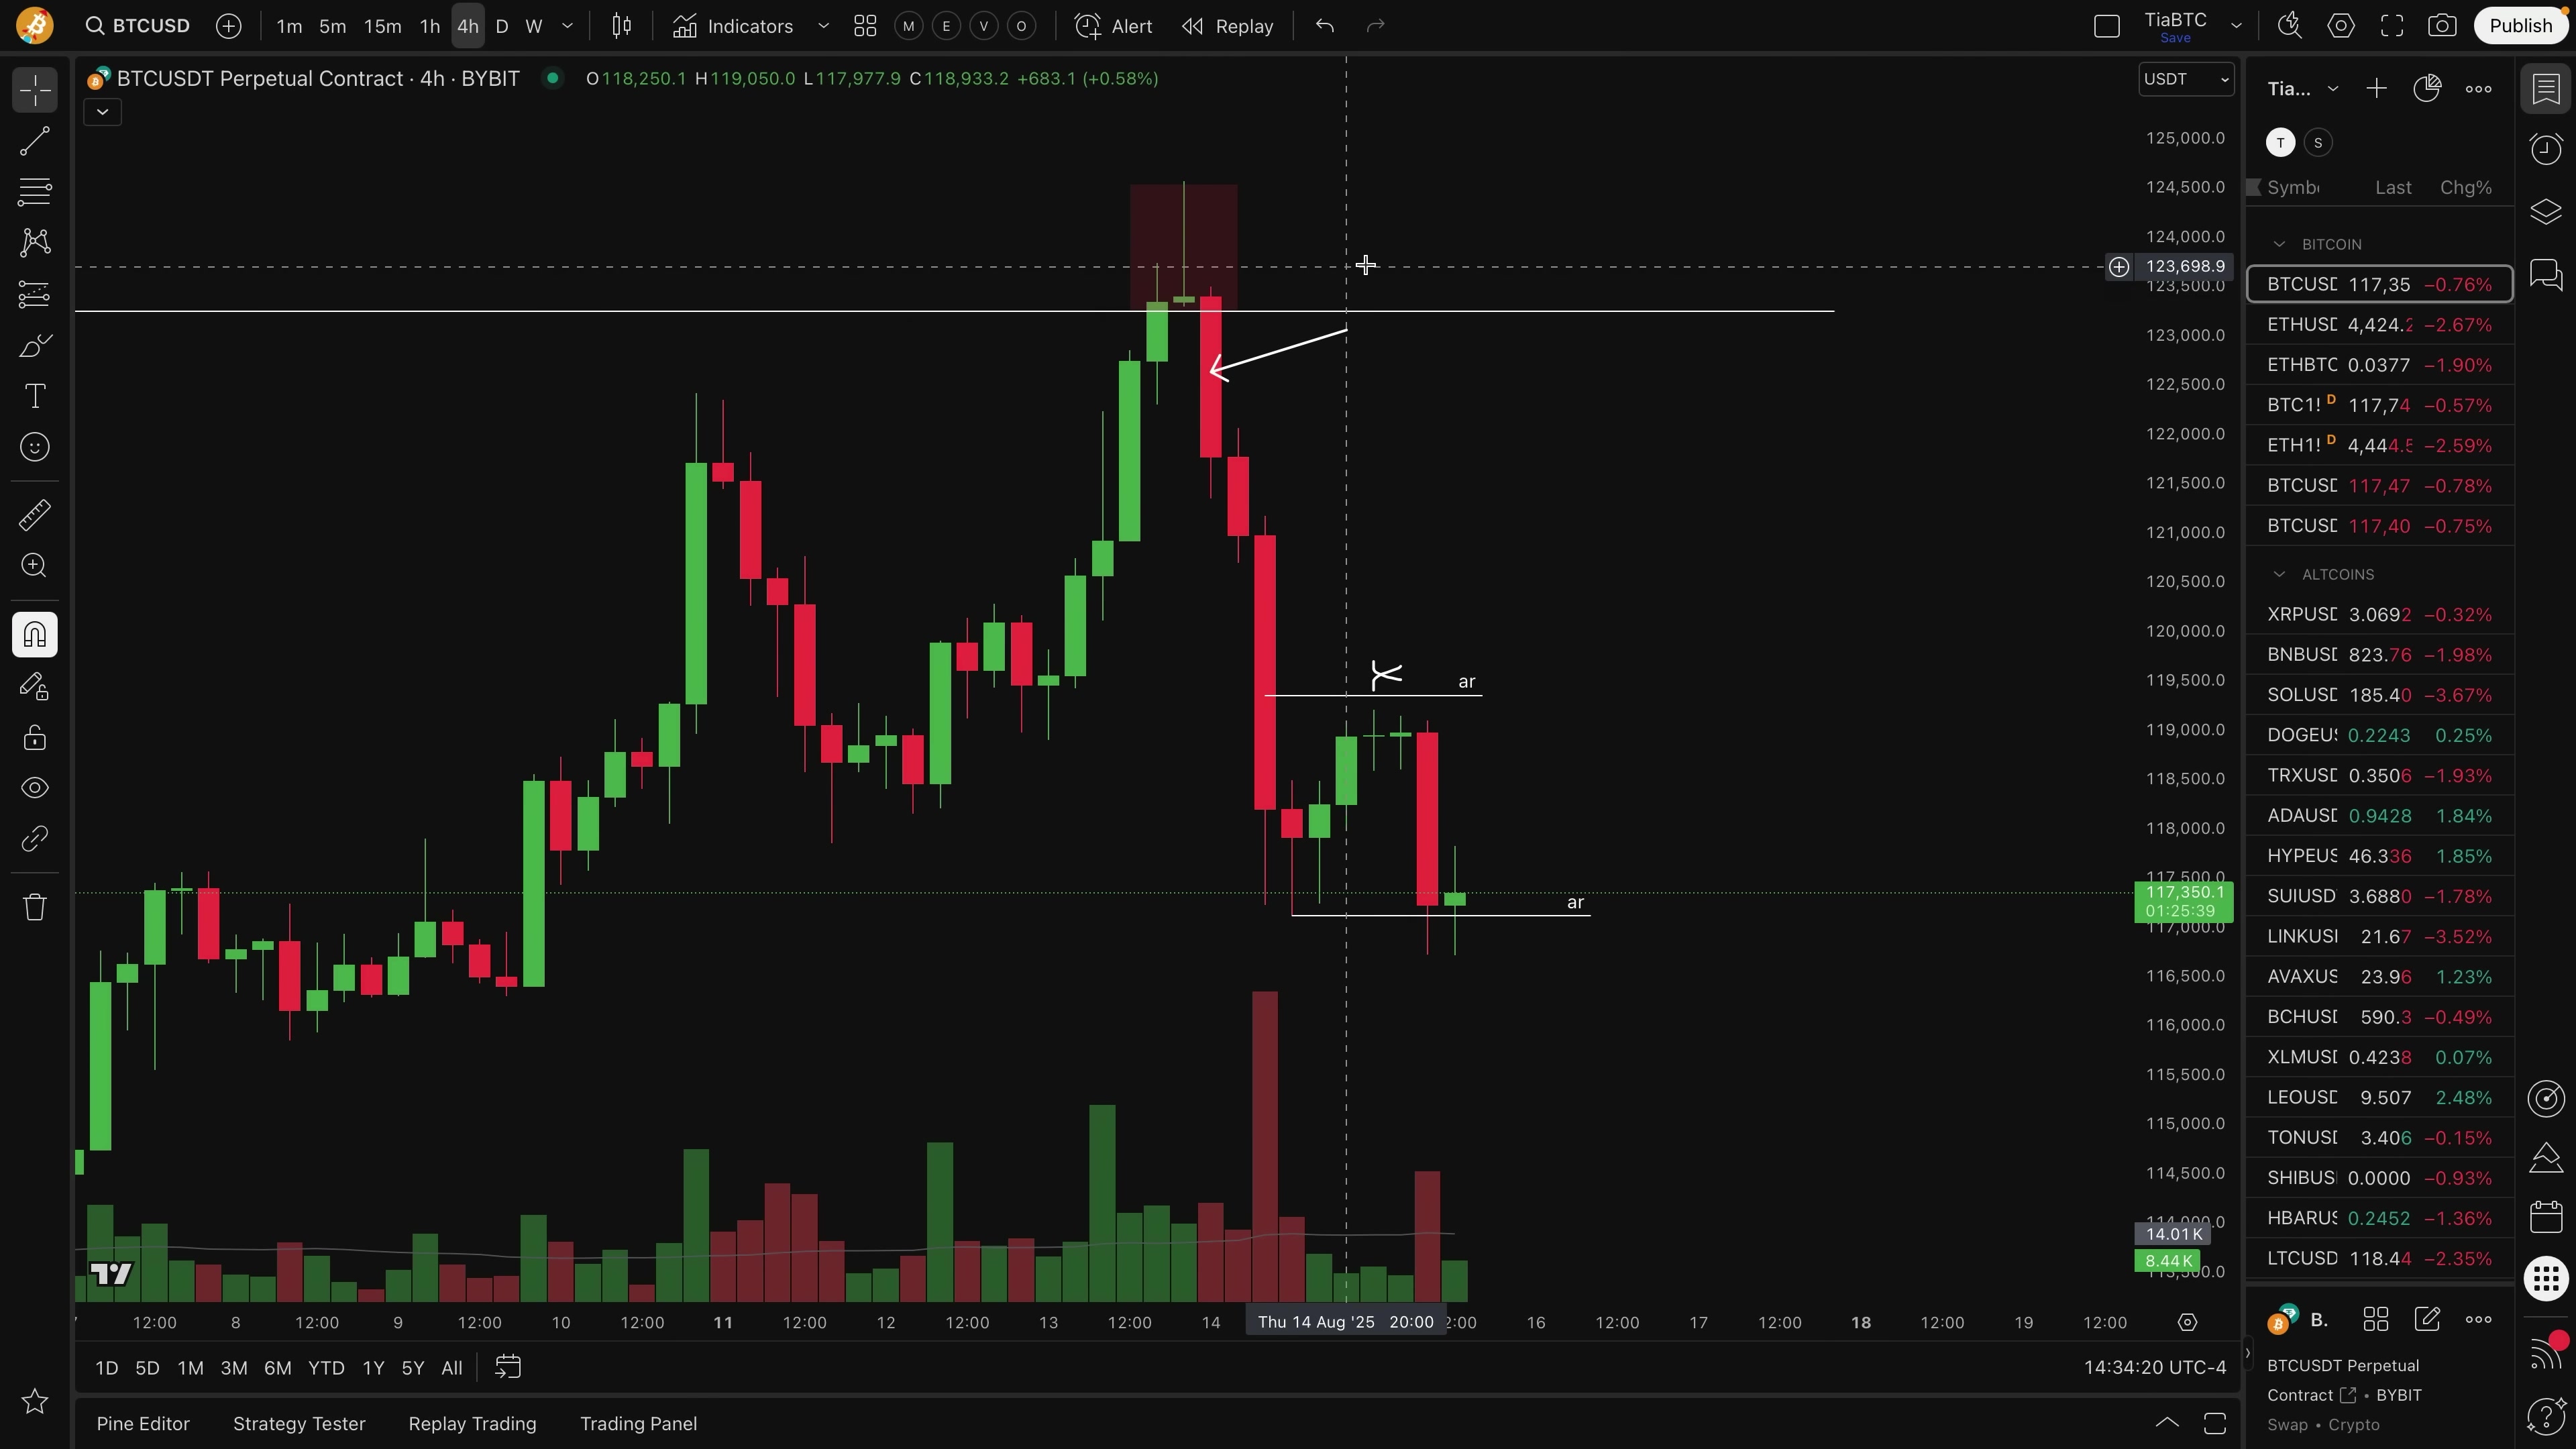 BTCUSD 1m 5m 15m 1h 4h D W Indicators M E V O Alert Replay TiaBTC Save Publish
BTCUSDT Perpetual Contract · 4h · BYBIT O118,250.1 H119,050.0 L117,977.9 C118,933.2 +683.1 (+0.58%)
USDT
125,000.0
124,500.0
124,000.0
123,698.9
123,500.0
123,000.0
122,500.0
122,000.0
121,500.0
121,000.0
120,500.0
120,000.0
119,500.0
119,000.0
118,500.0
118,000.0
117,500.0
117,350.1
01:25:39
117,000.0
116,500.0
116,000.0
115,500.0
115,000.0
114,500.0
114,000.0
14.01K
8.44K
ar
ar
12:00 8 12:00 9 12:00 10 12:00 11 12:00 12 12:00 13 12:00 14 Thu 14 Aug '25 20:00 2:00 16 12:00 17 12:00 18 12:00 19 12:00
1D 5D 1M 3M 6M YTD 1Y 5Y All 14:34:20 UTC-4
Pine Editor Strategy Tester Replay Trading Trading Panel
Tia...
T S
Symb Last Chg%
BITCOIN
BTCUSD 117,35 −0.76%
ETHUSD 4,424.2 −2.67%
ETHBTC 0.0377 −1.90%
BTC1! D 117,74 −0.57%
ETH1! D 4,444.5 −2.59%
BTCUSD 117,47 −0.78%
BTCUSD 117,40 −0.75%
ALTCOINS
XRPUSD 3.0692 −0.32%
BNBUSD 823.76 −1.98%
SOLUSD 185.40 −3.67%
DOGEUS 0.2243 0.25%
TRXUSD 0.3506 −1.93%
ADAUSD 0.9428 1.84%
HYPEUS 46.336 1.85%
SUIUSD 3.6880 −1.78%
LINKUS 21.67 −3.52%
AVAXUS 23.96 1.23%
BCHUSD 590.3 −0.49%
XLMUSD 0.4238 0.07%
LEOUSD 9.507 2.48%
TONUSD 3.406 −0.15%
SHIBUS 0.0000 −0.93%
HBARUS 0.2452 −1.36%
LTCUSD 118.44 −2.35%
B.
BTCUSDT Perpetual
Contract • BYBIT
Swap • Crypto